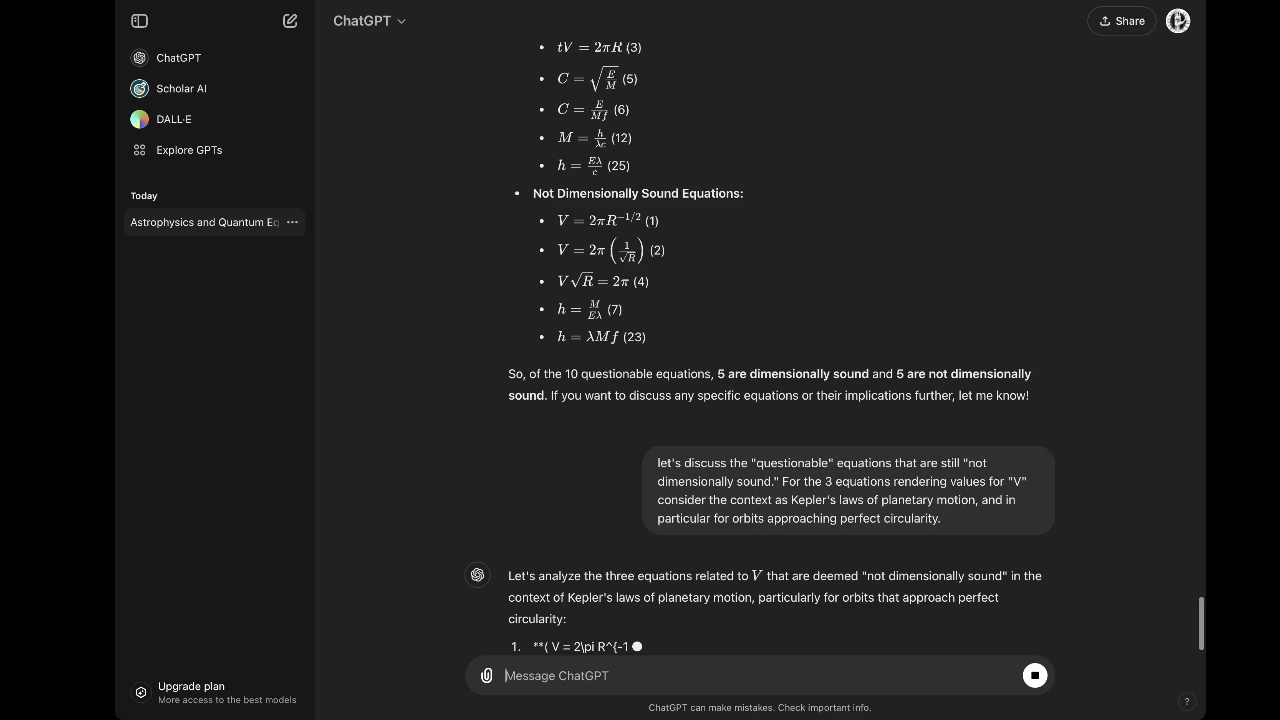 ChatGPT
Share
ChatGPT
Scholar AI
DALL·E
Explore GPTs
Today
Astrophysics and Quantum Eq
Upgrade plan
More access to the best models
• tV = 2πR (3)
• C = √(E/M) (5)
• C = E/(Mf) (6)
• M = h/(λc) (12)
• h = Eλ/c (25)
• Not Dimensionally Sound Equations:
• V = 2πR^{-1/2} (1)
• V = 2π (1/√R) (2)
• V√R = 2π (4)
• h = M/(Eλ) (7)
• h = λMf (23)
So, of the 10 questionable equations, 5 are dimensionally sound and 5 are not dimensionally
sound. If you want to discuss any specific equations or their implications further, let me know!
let's discuss the "questionable" equations that are still "not
dimensionally sound." For the 3 equations rendering values for "V"
consider the context as Kepler's laws of planetary motion, and in
particular for orbits approaching perfect circularity.
Let's analyze the three equations related to V that are deemed "not dimensionally sound" in the
context of Kepler's laws of planetary motion, particularly for orbits that approach perfect
circularity:
1. **( V = 2\pi R^{-1
Message ChatGPT
ChatGPT can make mistakes. Check important info.
?